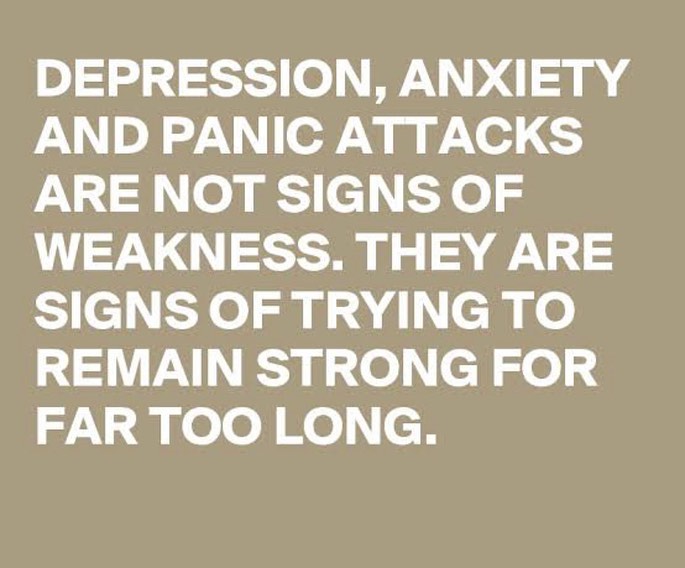 DEPRESSION, ANXIETY
AND PANIC ATTACKS
ARE NOT SIGNS OF
WEAKNESS. THEY ARE
SIGNS OF TRYING TO
REMAIN STRONG FOR
FAR TOO LONG.